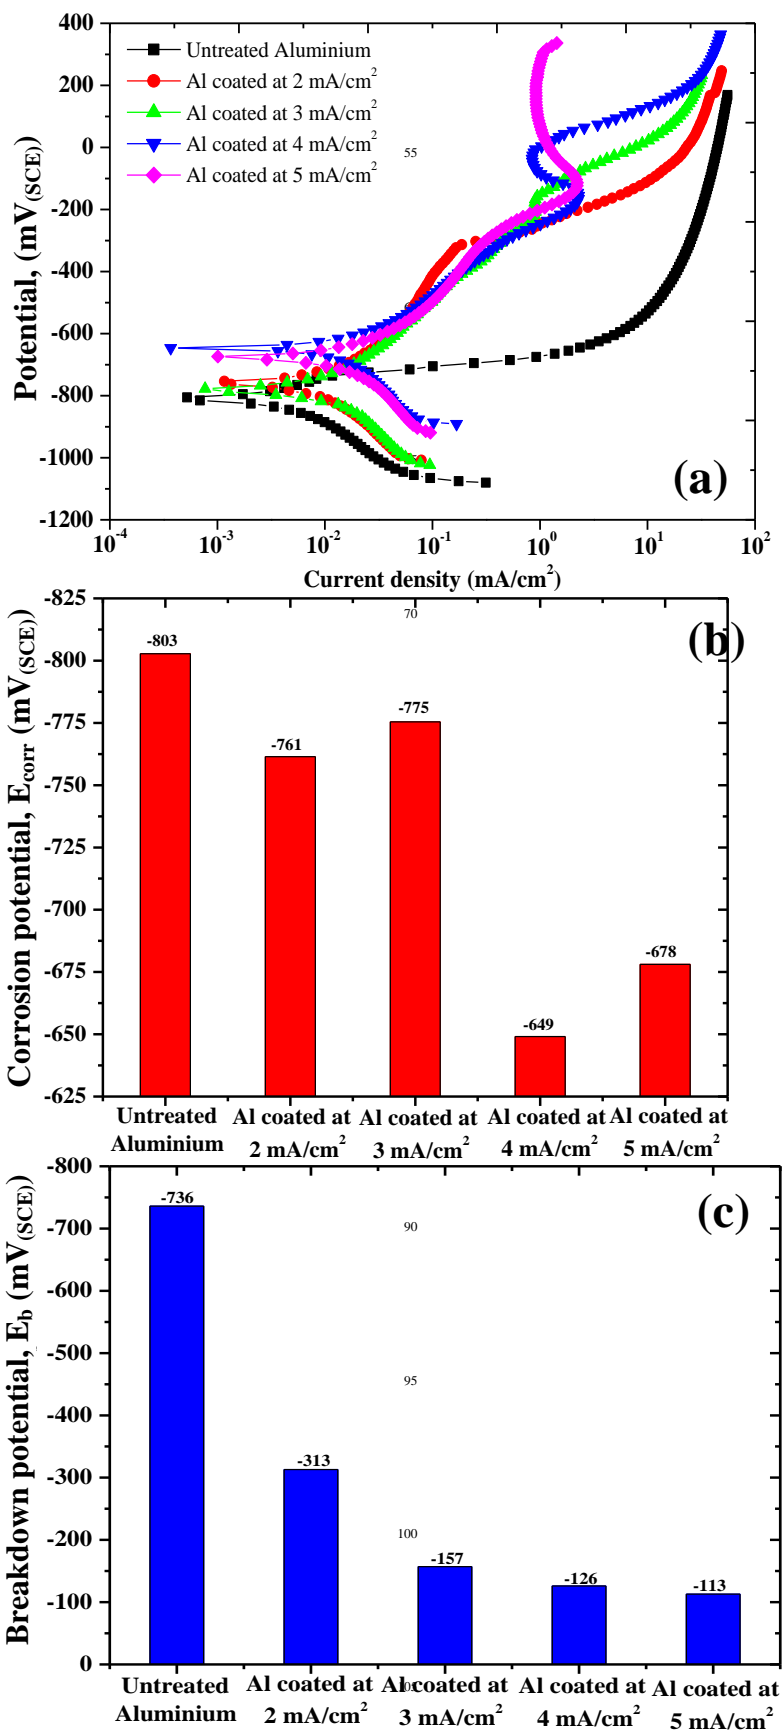 400
200
0
-200
-400
-600
-800
-1000
-1200
Potential, (mV(SCE))
Untreated Aluminium
Al coated at 2 mA/cm²
Al coated at 3 mA/cm²
Al coated at 4 mA/cm²
Al coated at 5 mA/cm²
55
(a)
10⁻⁴ 10⁻³ 10⁻² 10⁻¹ 10⁰ 10¹ 10²
Current density (mA/cm²)
-825
-800
-775
-750
-725
-700
-675
-650
-625
Corrosion potential, Ecorr (mV(SCE))
70
(b)
-803
-761
-775
-649
-678
Untreated Aluminium
Al coated at 2 mA/cm²
Al coated at 3 mA/cm²
Al coated at 4 mA/cm²
Al coated at 5 mA/cm²
-800
-700
-600
-500
-400
-300
-200
-100
0
Breakdown potential, Eb (mV(SCE))
(c)
90
95
100
-736
-313
-157
-126
-113
Untreated Aluminium
Al coated at 2 mA/cm²
Al coated at 3 mA/cm²
Al coated at 4 mA/cm²
Al coated at 5 mA/cm²